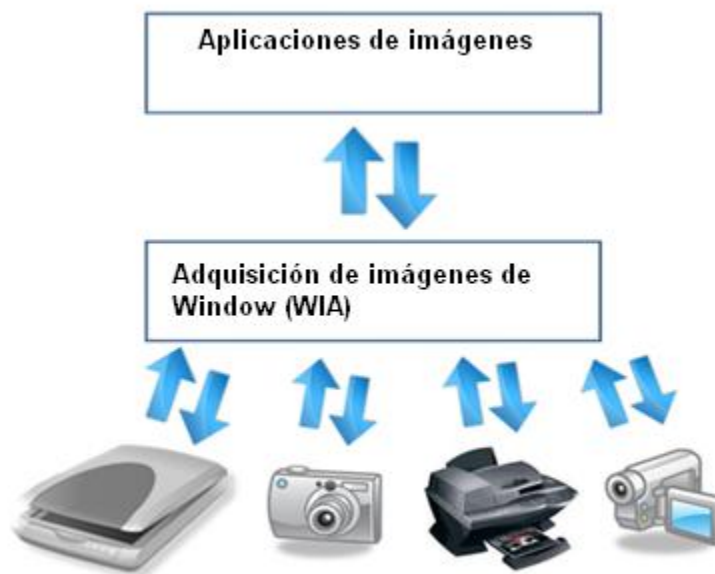 Aplicaciones de imágenes
Adquisición de imágenes de
Window (WIA)